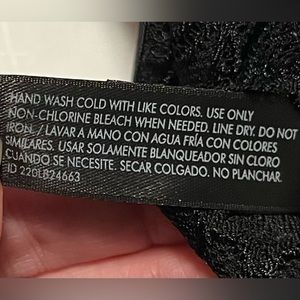 HAND WASH COLD WITH LIKE COLORS. USE ONLY
NON-CHLORINE BLEACH WHEN NEEDED. LINE DRY. DO NOT
IRON. / LAVAR A MANO CON AGUA FRÍA CON COLORES
SIMILARES. USAR SOLAMENTE BLANQUEADOR SIN CLORO
CUANDO SE NECESITE. SECAR COLGADO. NO PLANCHAR.
ID 220LB24663